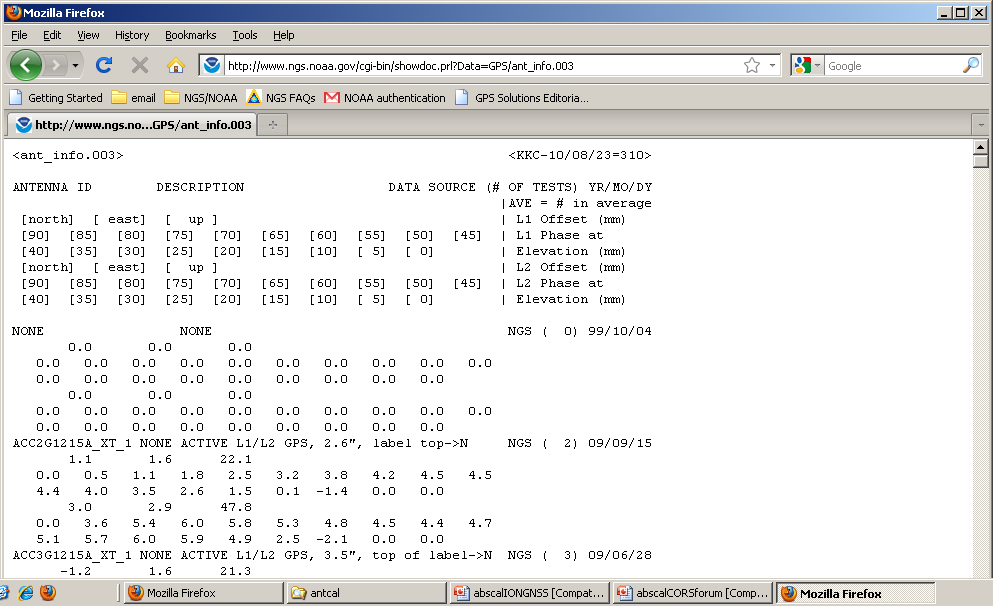 Mozilla Firefox
File Edit View History Bookmarks Tools Help
http://www.ngs.noaa.gov/cgi-bin/showdoc.prl?Data=GPS/ant_info.003 Google
Getting Started email NGS/NOAA NGS FAQs NOAA authentication GPS Solutions Editoria...
http://www.ngs.no...GPS/ant_info.003
<ant_info.003> <KKC-10/08/23=310>
ANTENNA ID DESCRIPTION DATA SOURCE (# OF TESTS) YR/MO/DY
|AVE = # in average
[north] [ east] [ up ] | L1 Offset (mm)
[90] [85] [80] [75] [70] [65] [60] [55] [50] [45] | L1 Phase at
[40] [35] [30] [25] [20] [15] [10] [ 5] [ 0] | Elevation (mm)
[north] [ east] [ up ] | L2 Offset (mm)
[90] [85] [80] [75] [70] [65] [60] [55] [50] [45] | L2 Phase at
[40] [35] [30] [25] [20] [15] [10] [ 5] [ 0] | Elevation (mm)
NONE NONE NGS ( 0) 99/10/04
0.0 0.0 0.0
0.0 0.0 0.0 0.0 0.0 0.0 0.0 0.0 0.0 0.0
0.0 0.0 0.0 0.0 0.0 0.0 0.0 0.0 0.0
0.0 0.0 0.0
0.0 0.0 0.0 0.0 0.0 0.0 0.0 0.0 0.0 0.0
0.0 0.0 0.0 0.0 0.0 0.0 0.0 0.0 0.0
ACC2G1215A_XT_1 NONE ACTIVE L1/L2 GPS, 2.6", label top->N NGS ( 2) 09/09/15
1.1 1.6 22.1
0.0 0.5 1.1 1.8 2.5 3.2 3.8 4.2 4.5 4.5
4.4 4.0 3.5 2.6 1.5 0.1 -1.4 0.0 0.0
3.0 2.9 47.8
0.0 3.6 5.4 6.0 5.8 5.3 4.8 4.5 4.4 4.7
5.1 5.7 6.0 5.9 4.9 2.5 -2.1 0.0 0.0
ACC3G1215A_XT_1 NONE ACTIVE L1/L2 GPS, 3.5", top of label->N NGS ( 3) 09/06/28
-1.2 1.6 21.3
Mozilla Firefox antcal abscalIONGNSS [Compat... abscalCORSforum [Comp... Mozilla Firefox